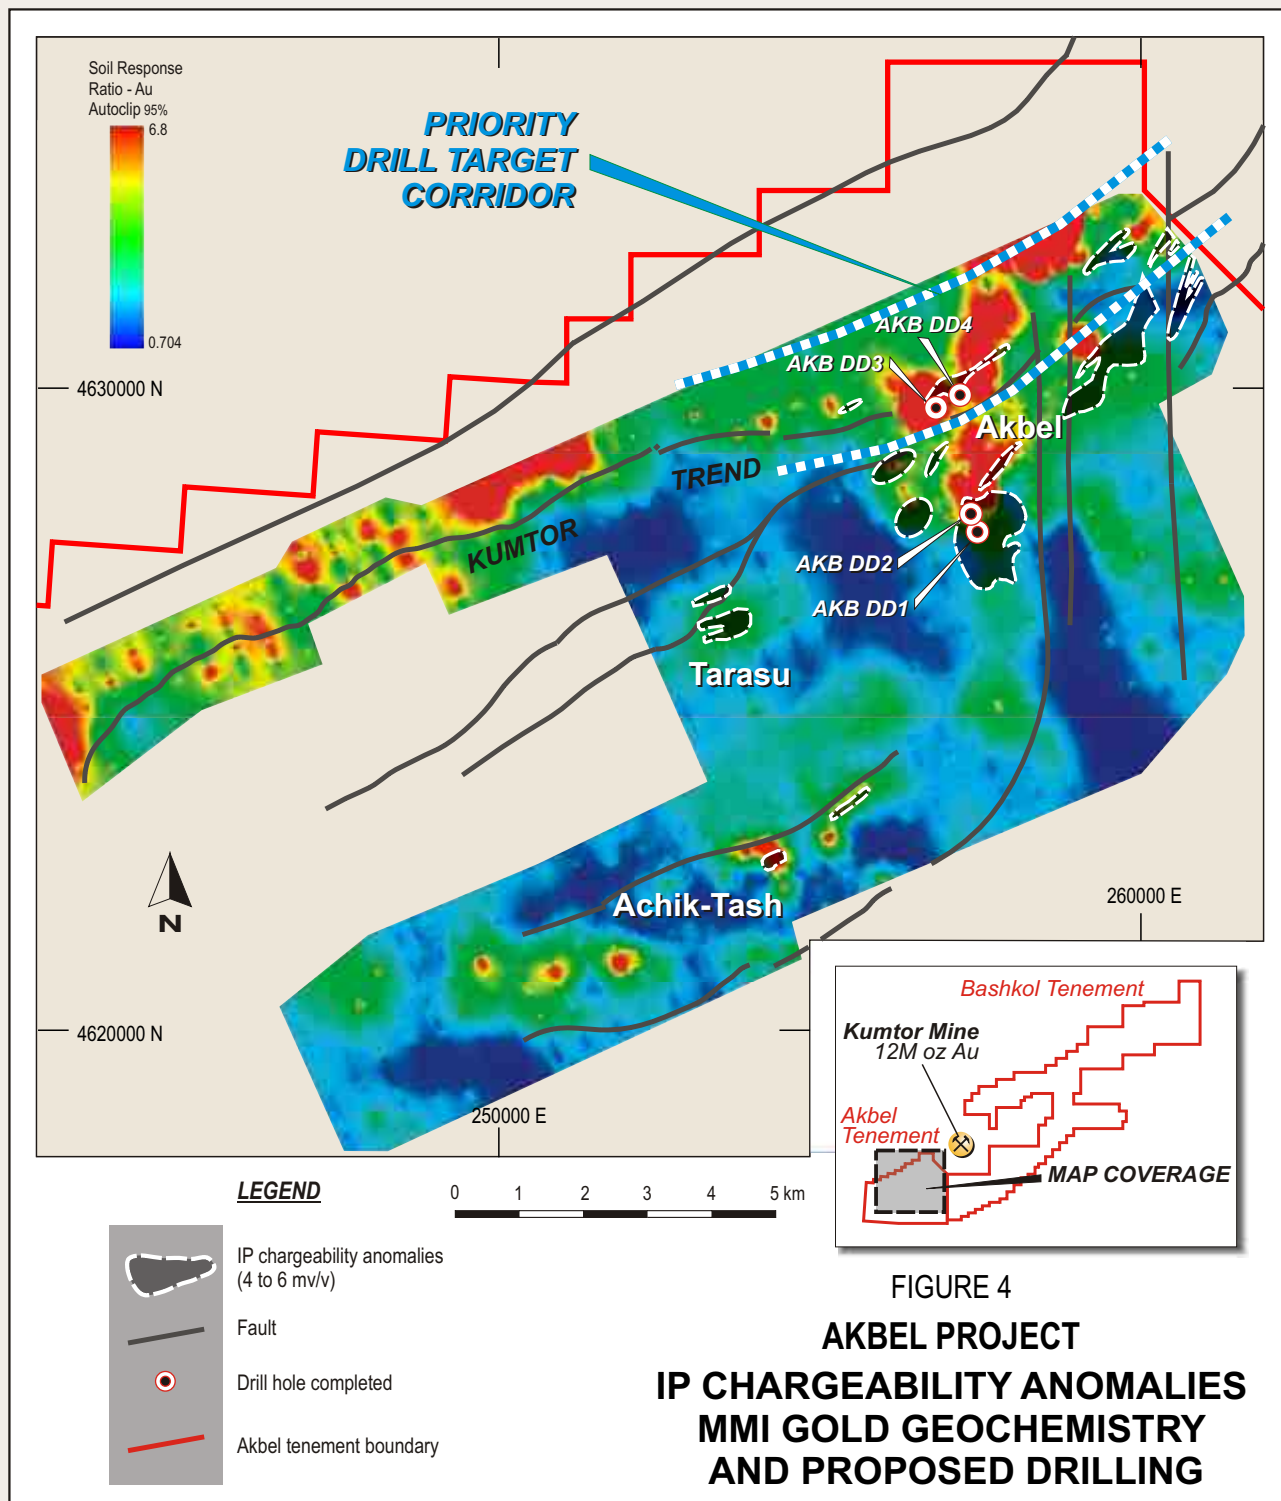 Soil Response
Ratio - Au
Autoclip 95%
6.8
0.704
PRIORITY
DRILL TARGET
CORRIDOR
AKB DD4
AKB DD3
4630000 N
Akbel
TREND
KUMTOR
AKB DD2
AKB DD1
Tarasu
Achik-Tash
N
260000 E
4620000 N
250000 E
Bashkol Tenement
Kumtor Mine
12M oz Au
Akbel
Tenement
MAP COVERAGE
LEGEND
0 1 2 3 4 5 km
IP chargeability anomalies
(4 to 6 mv/v)
Fault
Drill hole completed
Akbel tenement boundary
FIGURE 4
AKBEL PROJECT
IP CHARGEABILITY ANOMALIES
MMI GOLD GEOCHEMISTRY
AND PROPOSED DRILLING